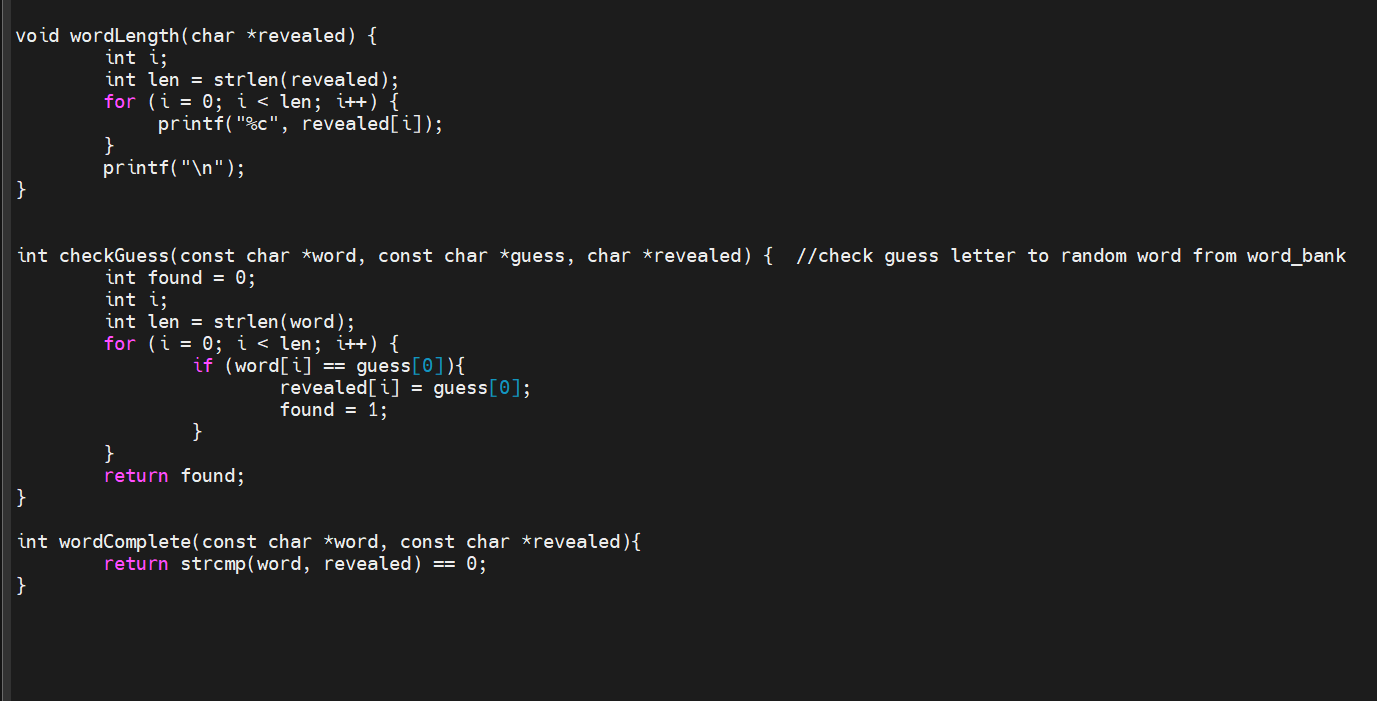 void wordLength(char *revealed) {
        int i;
        int len = strlen(revealed);
        for (i = 0; i < len; i++) {
             printf("%c", revealed[i]);
        }
        printf("\n");
}
int checkGuess(const char *word, const char *guess, char *revealed) {  //check guess letter to random word from word_bank
        int found = 0;
        int i;
        int len = strlen(word);
        for (i = 0; i < len; i++) {
                if (word[i] == guess[0]){
                        revealed[i] = guess[0];
                        found = 1;
                }
        }
        return found;
}
int wordComplete(const char *word, const char *revealed){
        return strcmp(word, revealed) == 0;
}